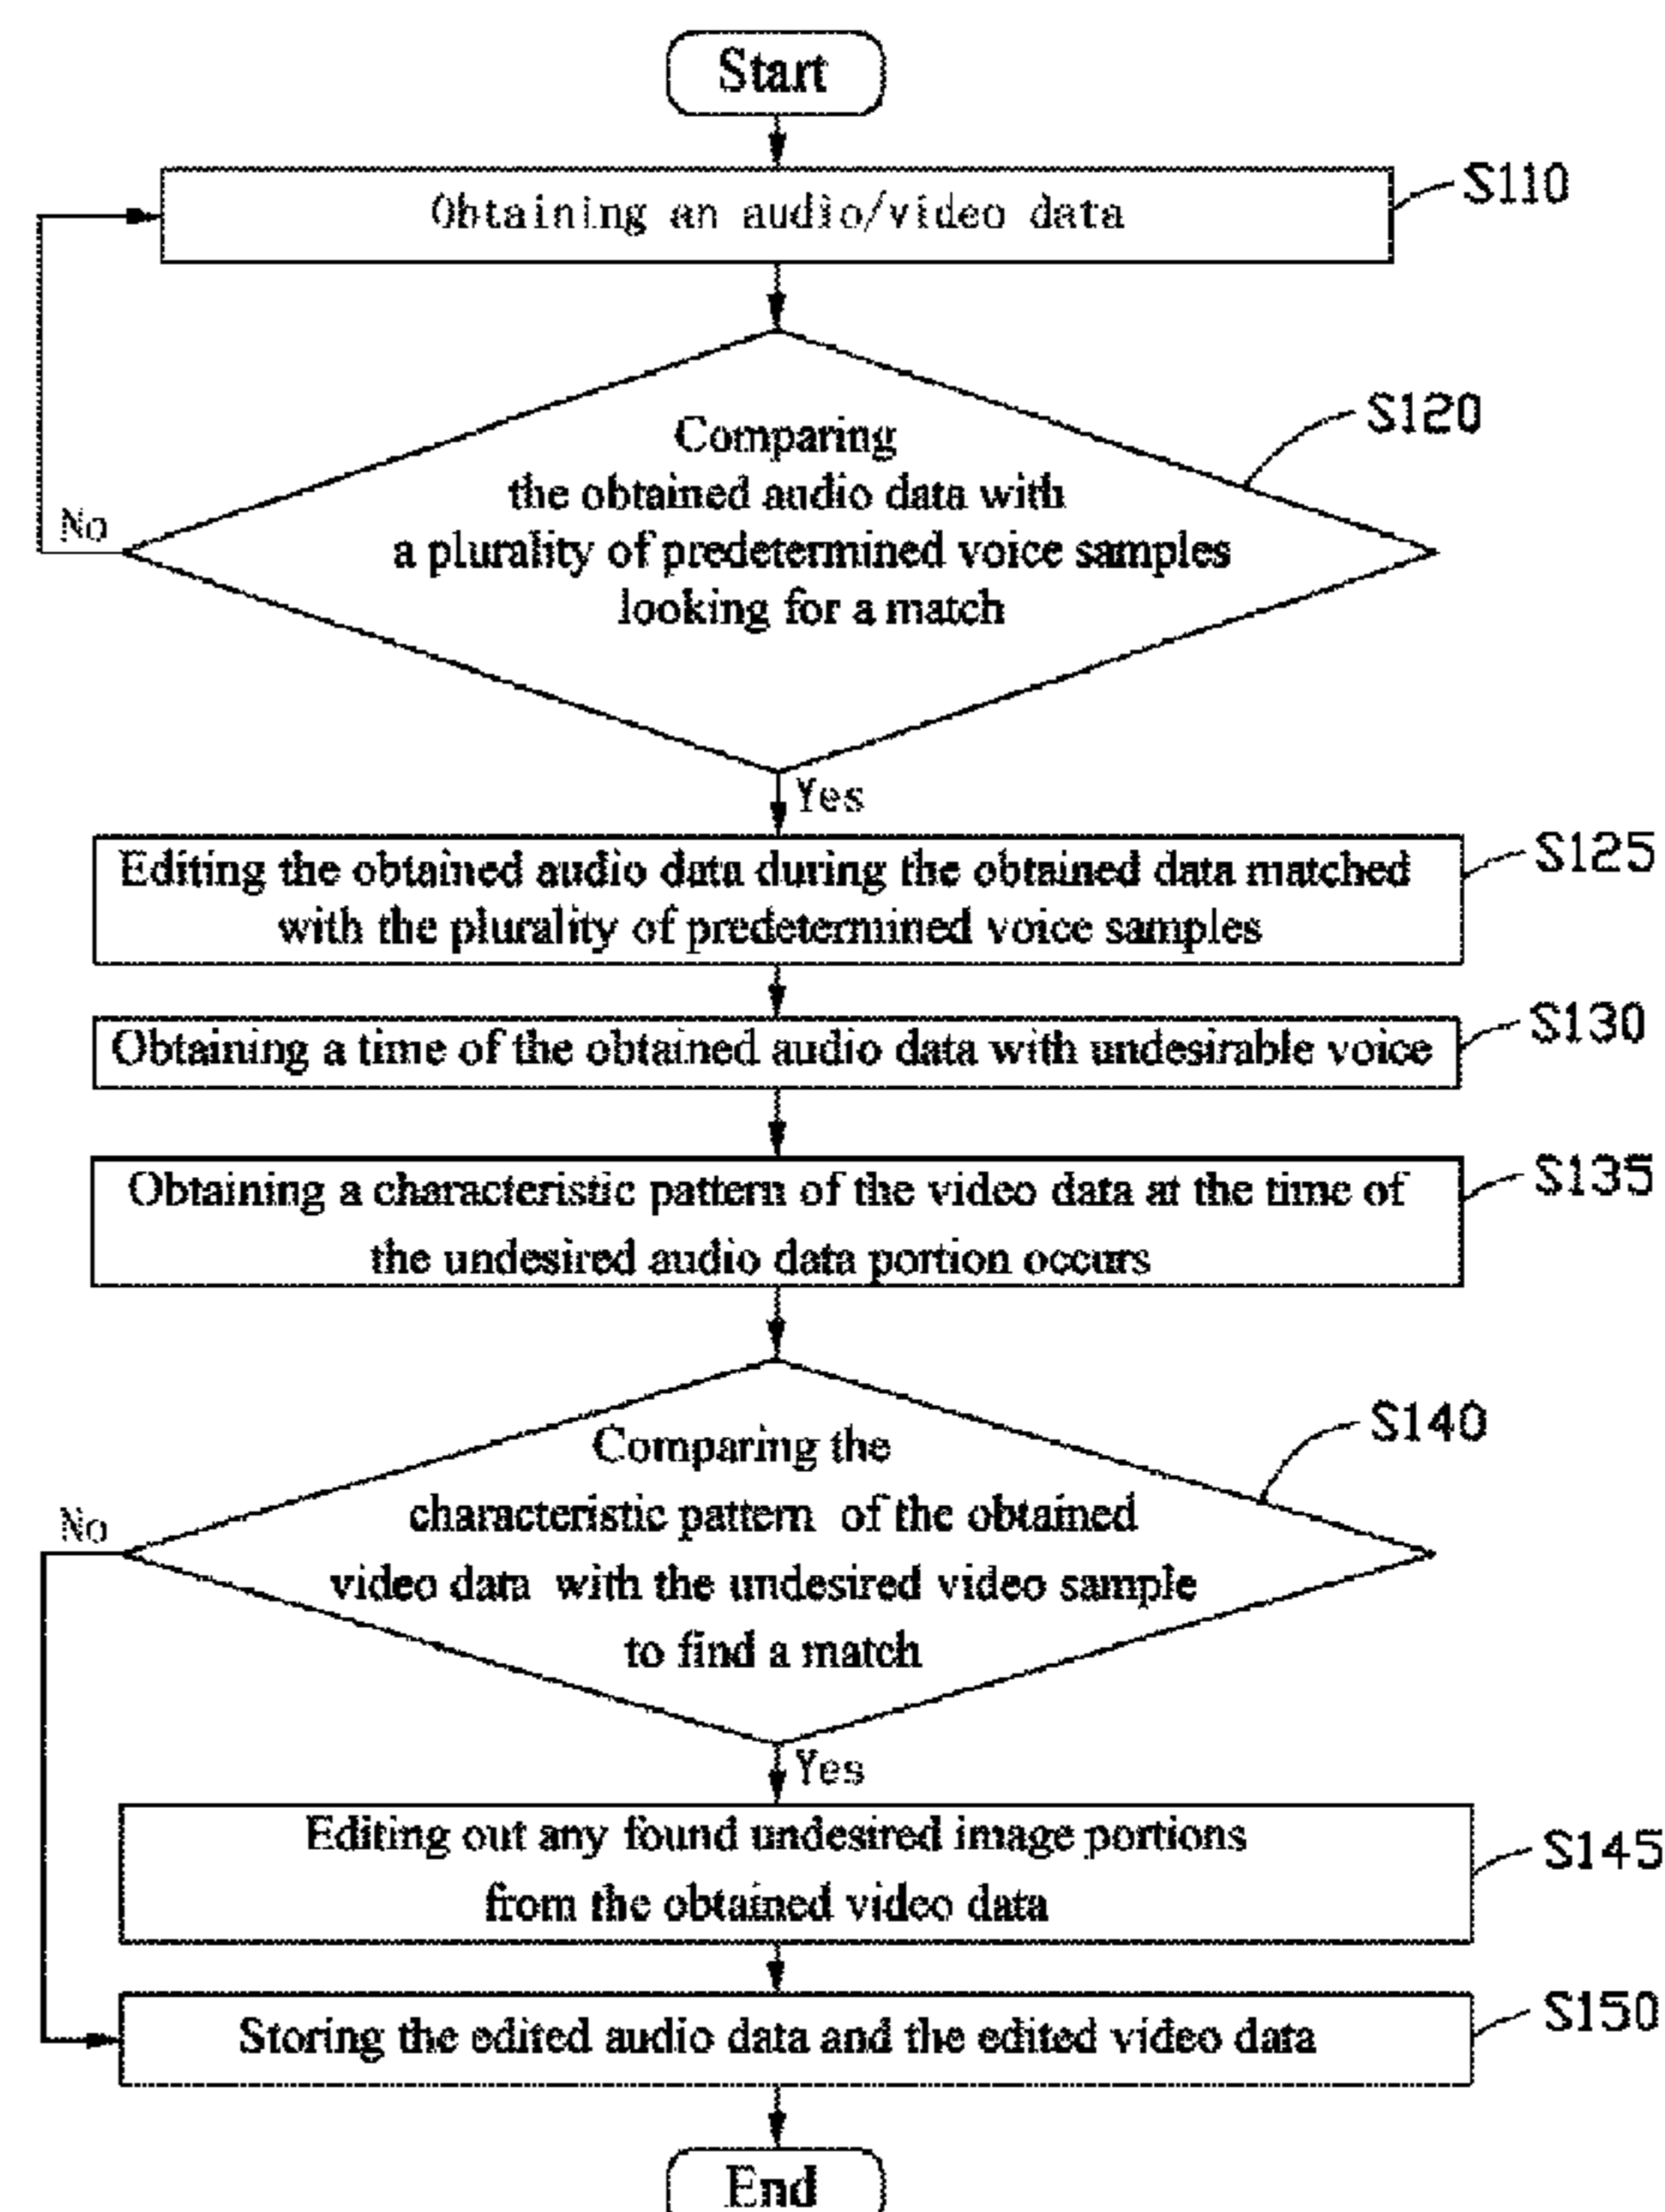 Start
Obtaining an audio/video data
S110
Comparing
the obtained audio data with
a plurality of predetermined voice samples
looking for a match
S120
No
Yes
Editing the obtained audio data during the obtained data matched
with the plurality of predetermined voice samples
S125
Obtaining a time of the obtained audio data with undesirable voice
S130
Obtaining a characteristic pattern of the video data at the time of
the undesired audio data portion occurs
S135
Comparing the
characteristic pattern of the obtained
video data with the undesired video sample
to find a match
S140
No
Yes
Editing out any found undesired image portions
from the obtained video data
S145
Storing the edited audio data and the edited video data
S150
End